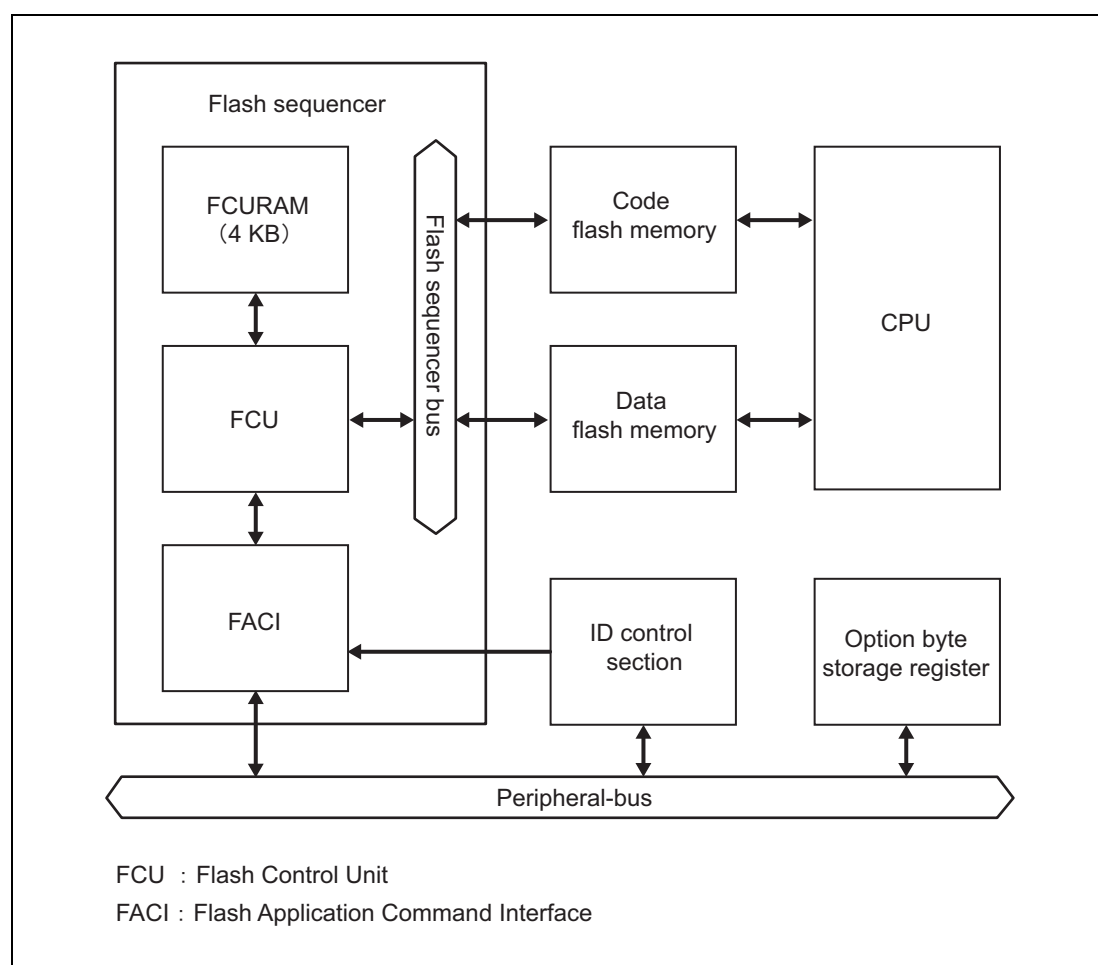 Flash sequencer
FCURAM
（4 KB）
FCU
FACI
Flash sequencer bus
Code
flash memory
Data
flash memory
CPU
ID control
section
Option byte
storage register
Peripheral-bus
FCU : Flash Control Unit
FACI : Flash Application Command Interface